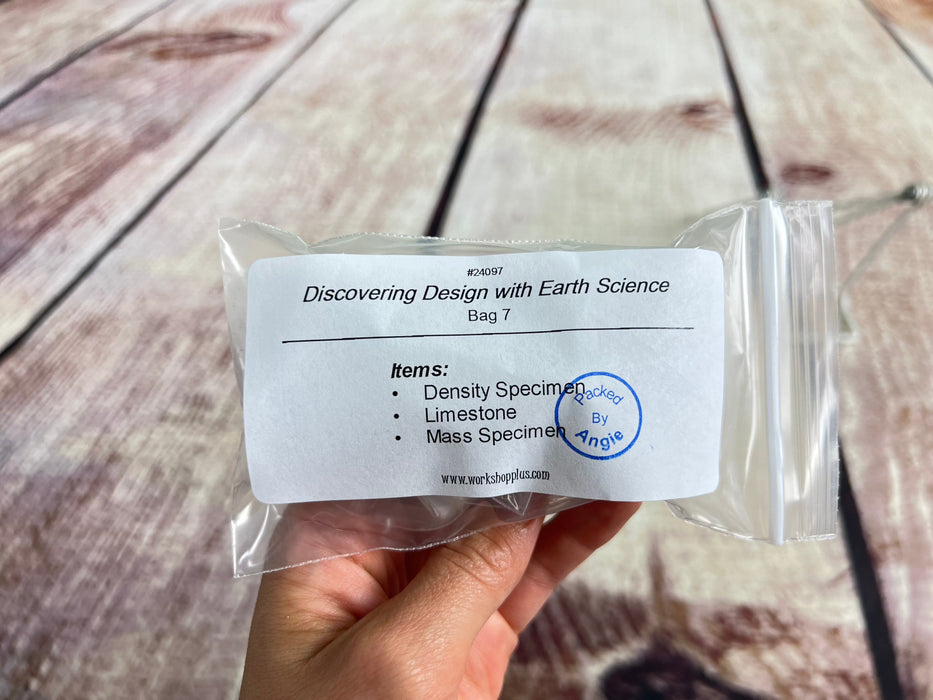 #24097
Discovering Design with Earth Science
Bag 7
Items:
• Density Specimen
• Limestone
• Mass Specimen
Packed
By
Angie
www.workshopplus.com